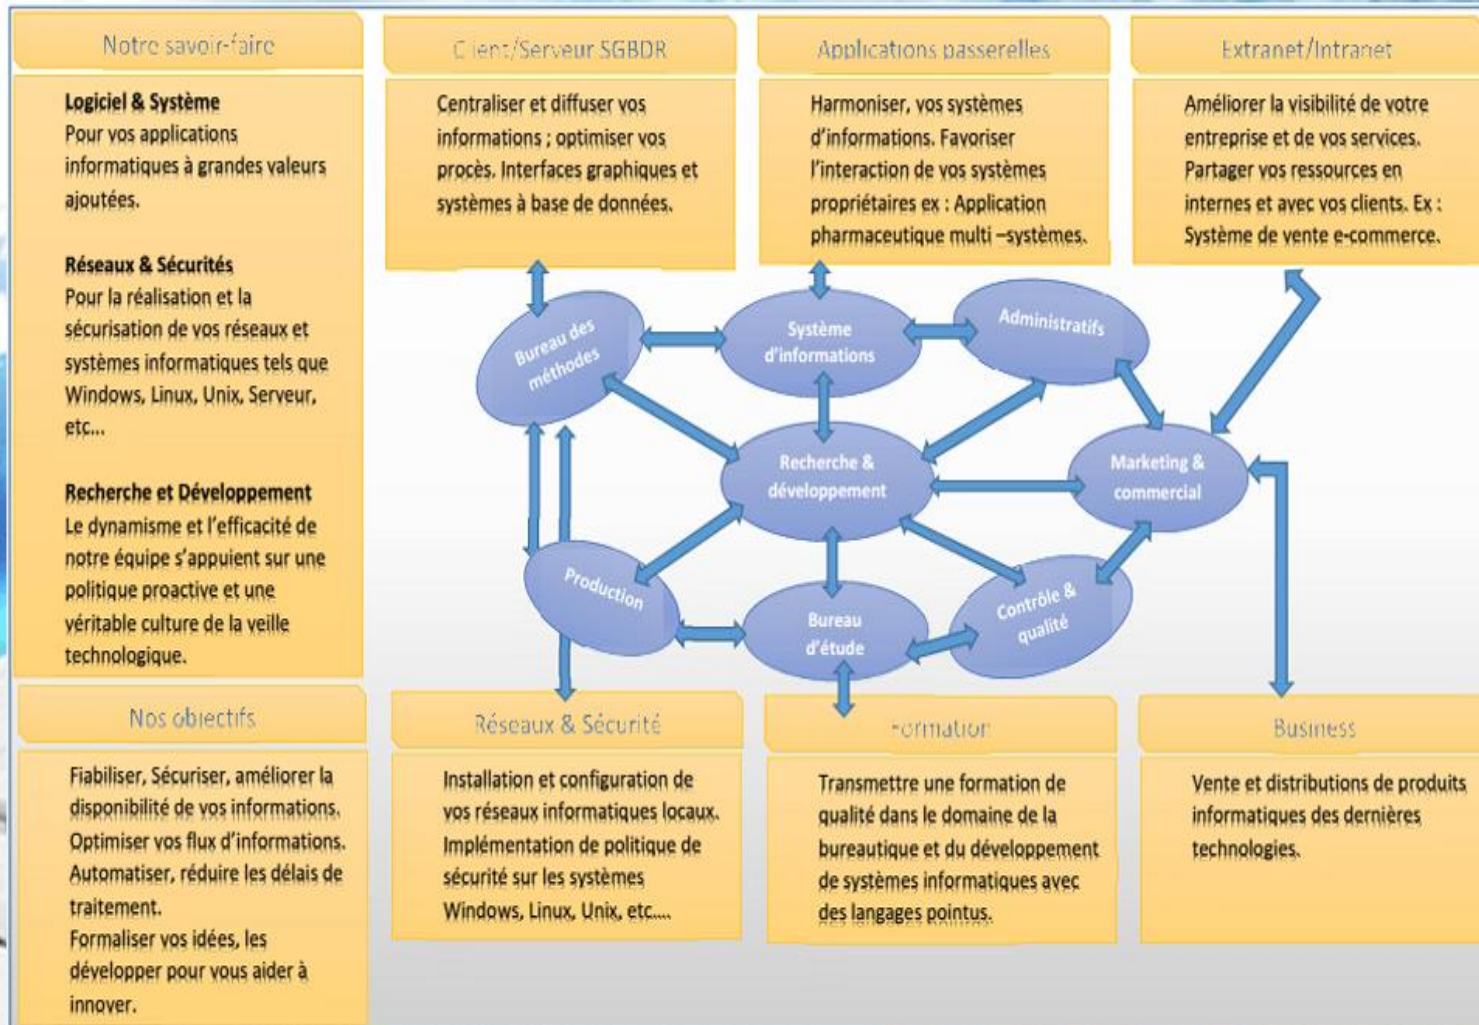 Notre savoir-faire
Logiciel & Système
Pour vos applications
informatiques à grandes valeurs
ajoutées.
Réseaux & Sécurités
Pour la réalisation et la
sécurisation de vos réseaux et
systèmes informatiques tels que
Windows, Linux, Unix, Serveur,
etc...
Recherche et Développement
Le dynamisme et l'efficacité de
notre équipe s'appuient sur une
politique proactive et une
véritable culture de la veille
technologique.
Client/Serveur SGBDR
Centraliser et diffuser vos
informations ; optimiser vos
procès. Interfaces graphiques et
systèmes à base de données.
Applications passerelles
Harmoniser, vos systèmes
d'informations. Favoriser
l'interaction de vos systèmes
propriétaires ex : Application
pharmaceutique multi –systèmes.
Extranet/Intranet
Améliorer la visibilité de votre
entreprise et de vos services.
Partager vos ressources en
internes et avec vos clients. Ex :
Système de vente e-commerce.
Bureau des
méthodes
Système
d'informations
Administratifs
Recherche &
développement
Marketing &
commercial
Production
Bureau
d'étude
Contrôle &
qualité
Nos objectifs
Fiabiliser, Sécuriser, améliorer la
disponibilité de vos informations.
Optimiser vos flux d'informations.
Automatiser, réduire les délais de
traitement.
Formaliser vos idées, les
développer pour vous aider à
innover.
Réseaux & Sécurité
Installation et configuration de
vos réseaux informatiques locaux.
Implémentation de politique de
sécurité sur les systèmes
Windows, Linux, Unix, etc....
Formation
Transmettre une formation de
qualité dans le domaine de la
bureautique et du développement
de systèmes informatiques avec
des langages pointus.
Business
Vente et distributions de produits
informatiques des dernières
technologies.